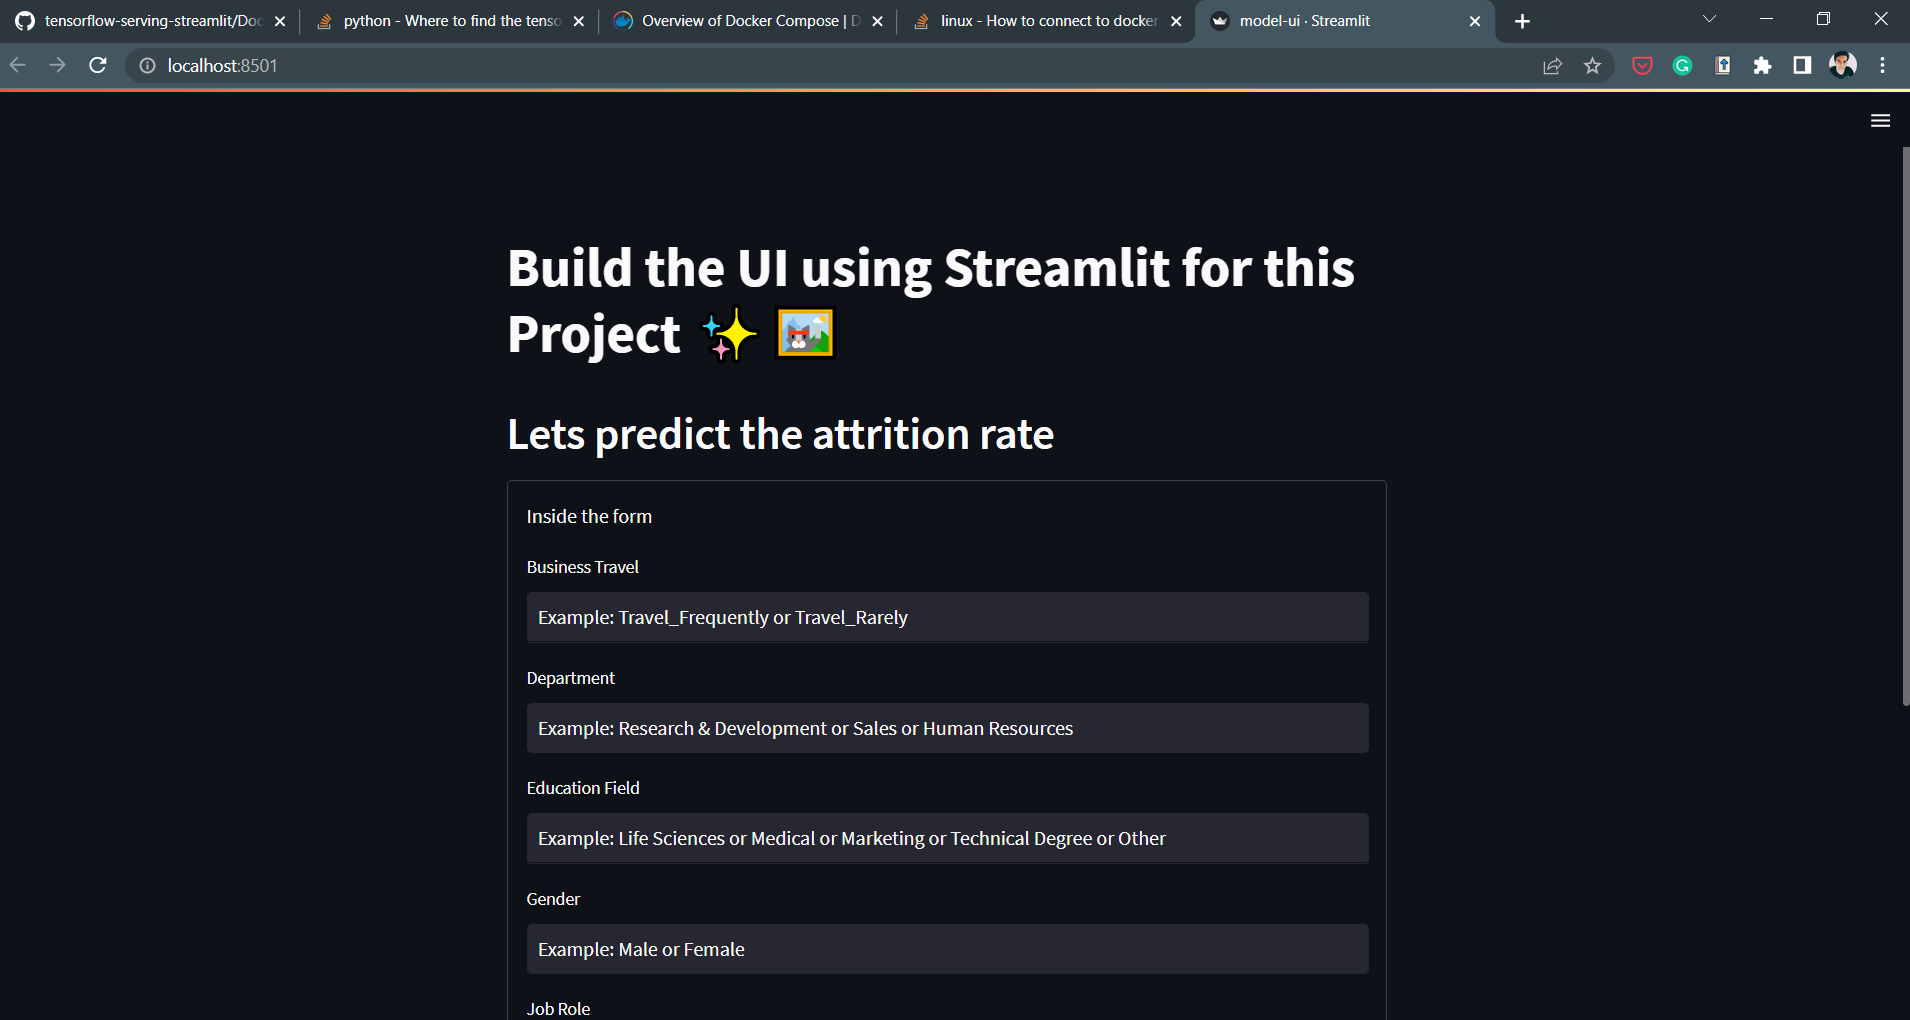 tensorflow-serving-streamlit/Doc
python - Where to find the tenso
Overview of Docker Compose | D
linux - How to connect to docker
model-ui · Streamlit
localhost:8501
Build the UI using Streamlit for this
Project ✨ 🖼️
Lets predict the attrition rate
Inside the form
Business Travel
Example: Travel_Frequently or Travel_Rarely
Department
Example: Research & Development or Sales or Human Resources
Education Field
Example: Life Sciences or Medical or Marketing or Technical Degree or Other
Gender
Example: Male or Female
Job Role